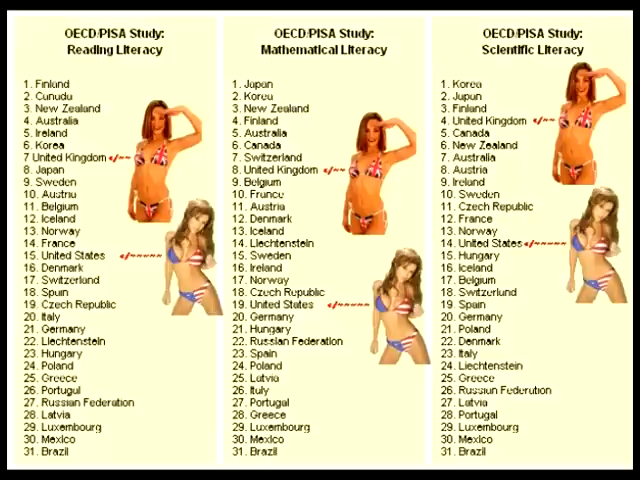 OECD/PISA Study:
Reading Literacy
1. Finland
2. Canada
3. New Zealand
4. Australia
5. Ireland
6. Korea
7 United Kingdom
8. Japan
9. Sweden
10. Austria
11. Belgium
12. Iceland
13. Norway
14. France
15. United States
16. Denmark
17. Switzerland
18. Spain
19. Czech Republic
20. Italy
21. Germany
22. Liechtenstein
23. Hungary
24. Poland
25. Greece
26. Portugal
27. Russian Federation
28. Latvia
29. Luxembourg
30. Mexico
31. Brazil
OECD/PISA Study:
Mathematical Literacy
1. Japan
2. Korea
3. New Zealand
4. Finland
5. Australia
6. Canada
7. Switzerland
8. United Kingdom
9. Belgium
10. France
11. Austria
12. Denmark
13. Iceland
14. Liechtenstein
15. Sweden
16. Ireland
17. Norway
18. Czech Republic
19. United States
20. Germany
21. Hungary
22. Russian Federation
23. Spain
24. Poland
25. Latvia
26. Italy
27. Portugal
28. Greece
29. Luxembourg
30. Mexico
31. Brazil
OECD/PISA Study:
Scientific Literacy
1. Korea
2. Japan
3. Finland
4. United Kingdom
5. Canada
6. New Zealand
7. Australia
8. Austria
9. Ireland
10. Sweden
11. Czech Republic
12. France
13. Norway
14. United States
15. Hungary
16. Iceland
17. Belgium
18. Switzerland
19. Spain
20. Germany
21. Poland
22. Denmark
23. Italy
24. Liechtenstein
25. Greece
26. Russian Federation
27. Latvia
28. Portugal
29. Luxembourg
30. Mexico
31. Brazil